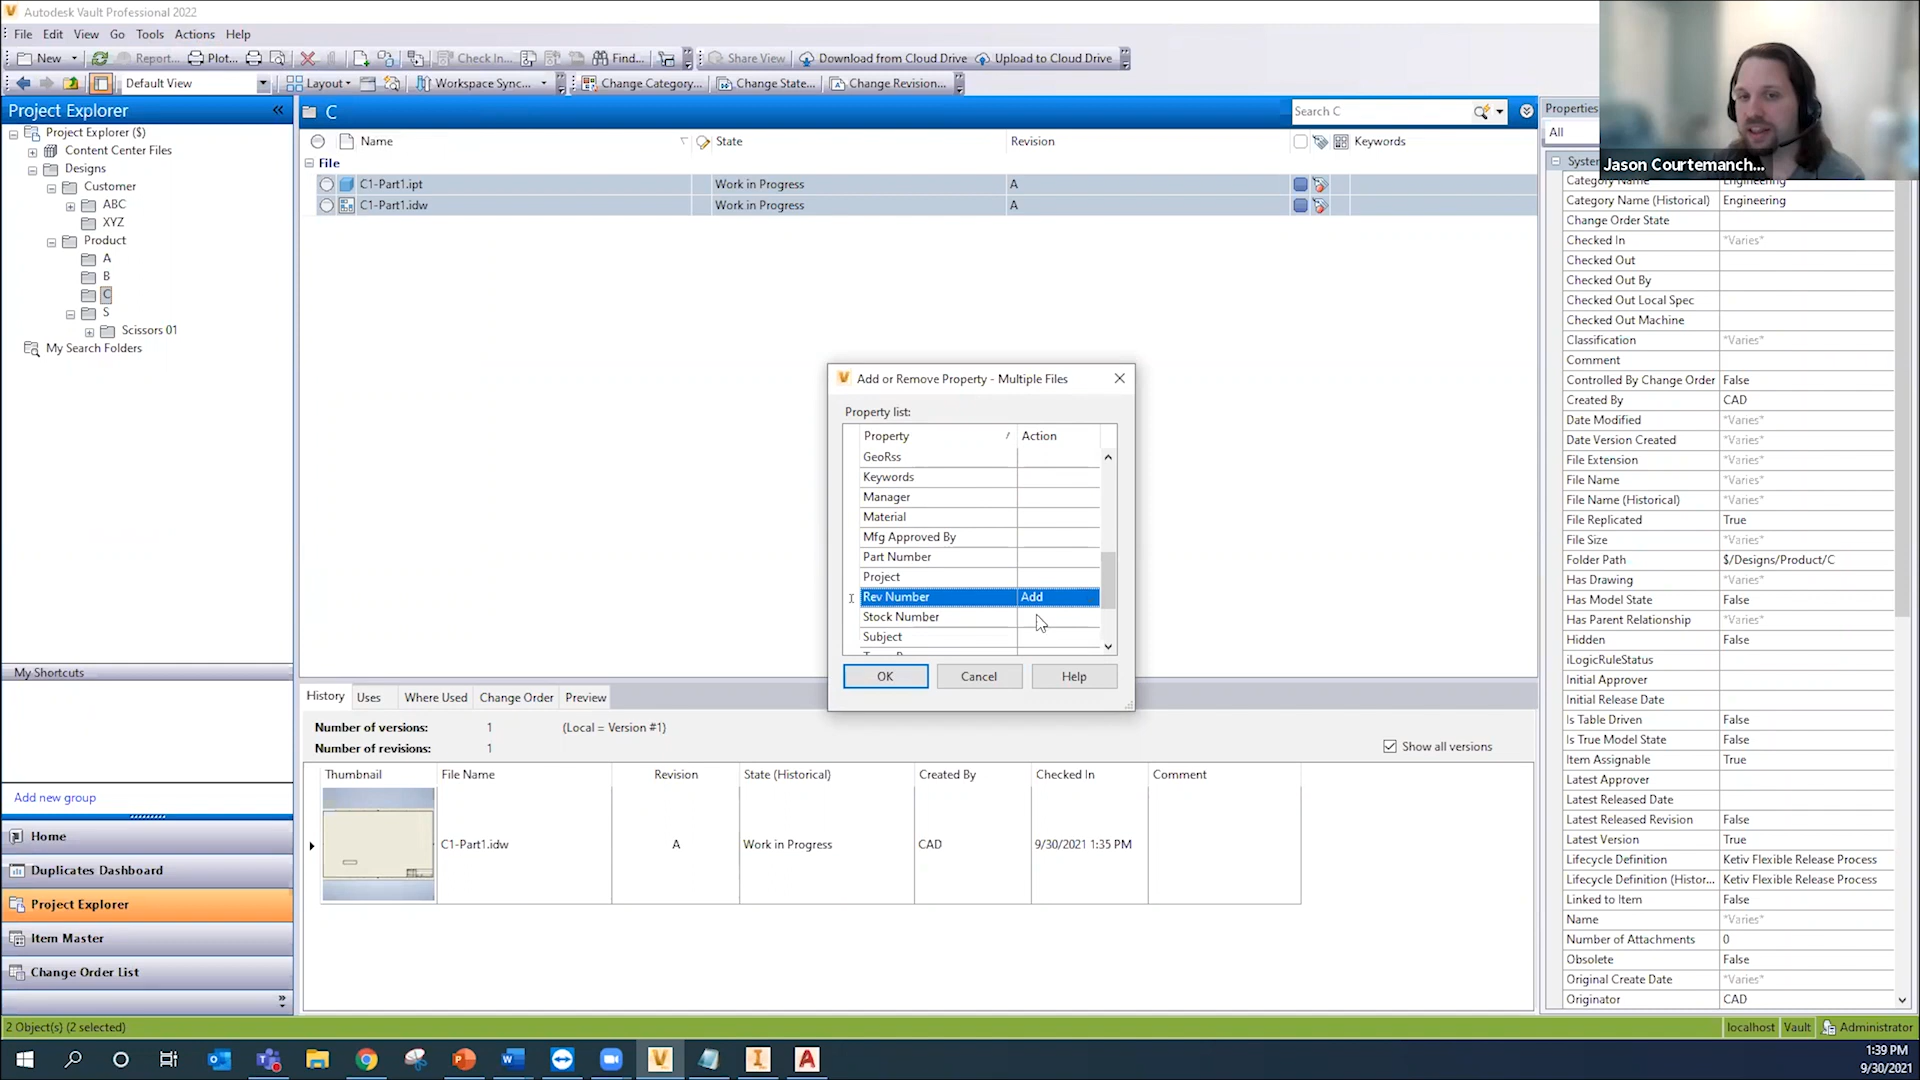 Autodesk Vault Professional 2022
File Edit View Go Tools Actions Help
New Report... Plot... Check In... Find... Share View Download from Cloud Drive Upload to Cloud Drive
Default View Layout Workspace Sync... Change Category... Change State... Change Revision...
Project Explorer
Project Explorer ($)
Content Center Files
Designs
Customer
ABC
XYZ
Product
A
B
C
S
Scissors 01
My Search Folders
My Shortcuts
Add new group
Home
Duplicates Dashboard
Project Explorer
Item Master
Change Order List
C
Search C
Name State Revision Keywords
File
C1-Part1.ipt Work in Progress A
C1-Part1.idw Work in Progress A
Add or Remove Property - Multiple Files
Property list:
Property / Action
GeoRss
Keywords
Manager
Material
Mfg Approved By
Part Number
Project
Rev Number Add
Stock Number
Subject
OK Cancel Help
History Uses Where Used Change Order Preview
Number of versions: 1 (Local = Version #1)
Number of revisions: 1
Show all versions
Thumbnail File Name Revision State (Historical) Created By Checked In Comment
C1-Part1.idw A Work in Progress CAD 9/30/2021 1:35 PM
Properties
All
System
Jason Courtemanch...
Category Name Engineering
Category Name (Historical) Engineering
Change Order State
Checked In *Varies*
Checked Out
Checked Out By
Checked Out Local Spec
Checked Out Machine
Classification *Varies*
Comment
Controlled By Change Order False
Created By CAD
Date Modified *Varies*
Date Version Created *Varies*
File Extension *Varies*
File Name *Varies*
File Name (Historical) *Varies*
File Replicated True
File Size *Varies*
Folder Path $/Designs/Product/C
Has Drawing *Varies*
Has Model State False
Has Parent Relationship *Varies*
Hidden False
iLogicRuleStatus
Initial Approver
Initial Release Date
Is Table Driven False
Is True Model State False
Item Assignable True
Latest Approver
Latest Released Date
Latest Released Revision False
Latest Version True
Lifecycle Definition Ketiv Flexible Release Process
Lifecycle Definition (Histor... Ketiv Flexible Release Process
Linked to Item False
Name *Varies*
Number of Attachments 0
Obsolete False
Original Create Date *Varies*
Originator CAD
2 Object(s) (2 selected)
localhost Vault Administrator
1:39 PM
9/30/2021